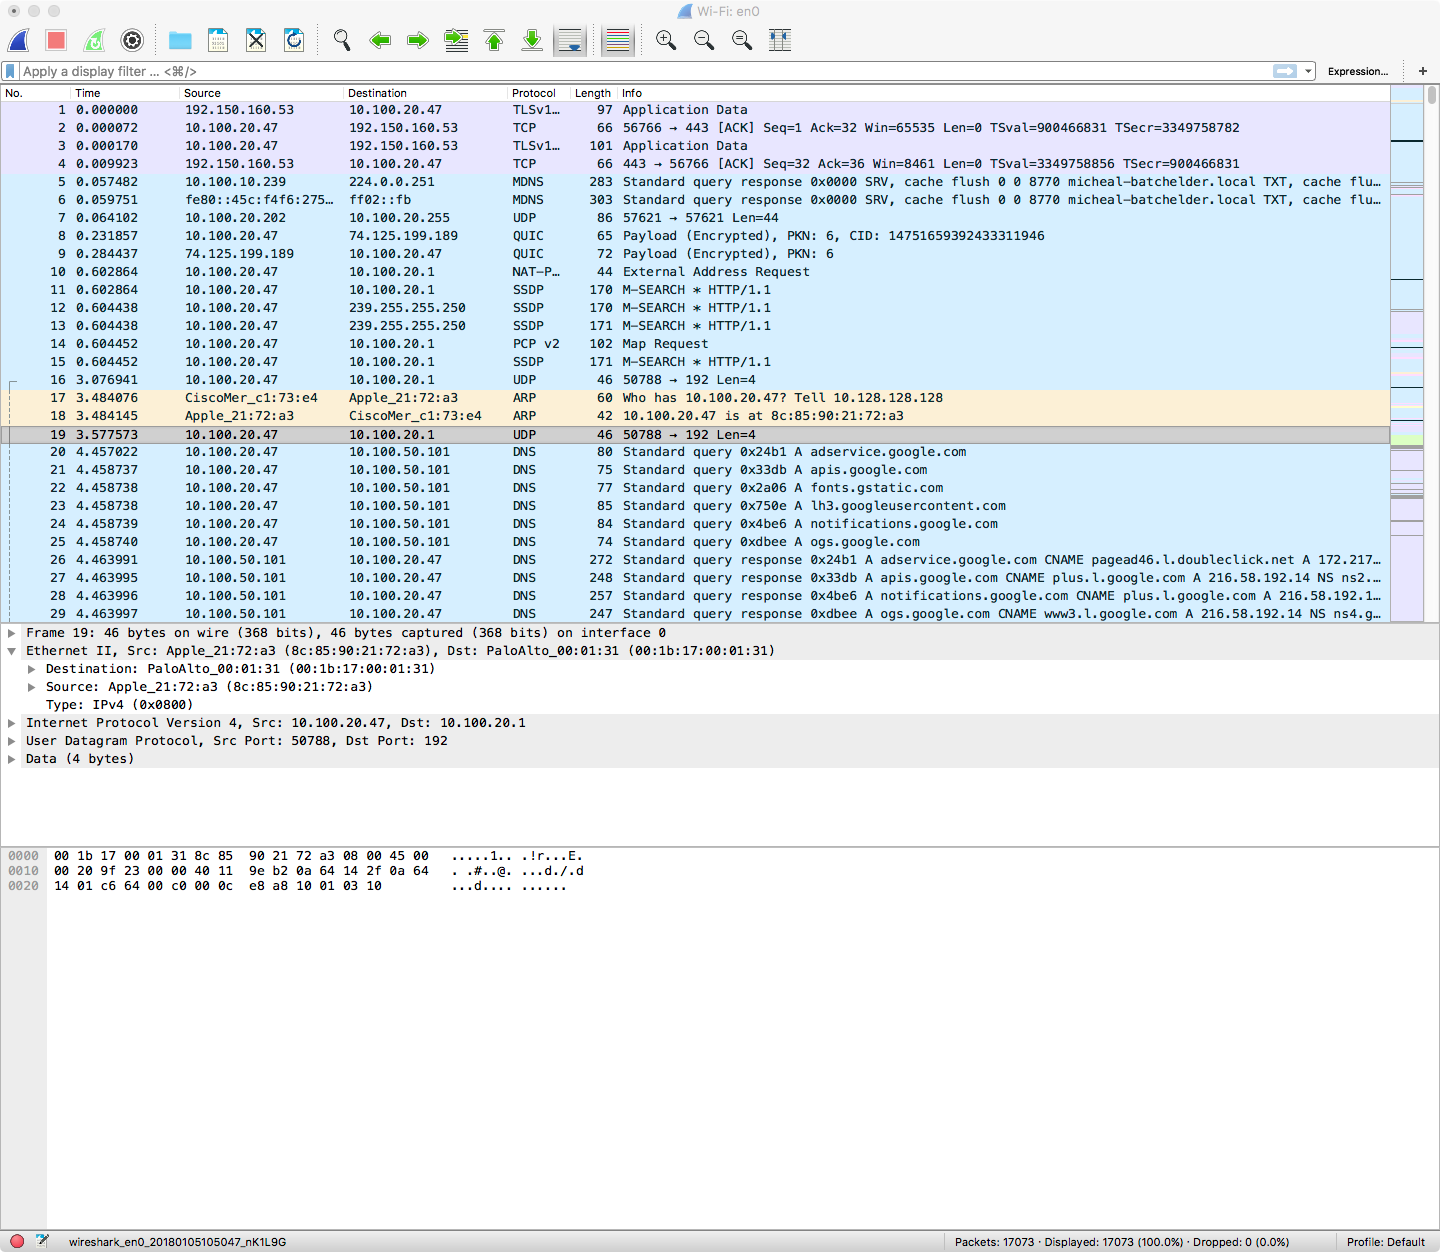 Wi-Fi: en0
Apply a display filter ... <⌘/>
Expression... +
No. Time Source Destination Protocol Length Info
1 0.000000 192.150.160.53 10.100.20.47 TLSv1… 97 Application Data
2 0.000072 10.100.20.47 192.150.160.53 TCP 66 56766 → 443 [ACK] Seq=1 Ack=32 Win=65535 Len=0 TSval=900466831 TSecr=3349758782
3 0.000170 10.100.20.47 192.150.160.53 TLSv1… 101 Application Data
4 0.009923 192.150.160.53 10.100.20.47 TCP 66 443 → 56766 [ACK] Seq=32 Ack=36 Win=8461 Len=0 TSval=3349758856 TSecr=900466831
5 0.057482 10.100.10.239 224.0.0.251 MDNS 283 Standard query response 0x0000 SRV, cache flush 0 0 8770 micheal-batchelder.local TXT, cache flu…
6 0.059751 fe80::45c:f4f6:275… ff02::fb MDNS 303 Standard query response 0x0000 SRV, cache flush 0 0 8770 micheal-batchelder.local TXT, cache flu…
7 0.064102 10.100.20.202 10.100.20.255 UDP 86 57621 → 57621 Len=44
8 0.231857 10.100.20.47 74.125.199.189 QUIC 65 Payload (Encrypted), PKN: 6, CID: 14751659392433311946
9 0.284437 74.125.199.189 10.100.20.47 QUIC 72 Payload (Encrypted), PKN: 6
10 0.602864 10.100.20.47 10.100.20.1 NAT-P… 44 External Address Request
11 0.602864 10.100.20.47 10.100.20.1 SSDP 170 M-SEARCH * HTTP/1.1
12 0.604438 10.100.20.47 239.255.255.250 SSDP 170 M-SEARCH * HTTP/1.1
13 0.604438 10.100.20.47 239.255.255.250 SSDP 171 M-SEARCH * HTTP/1.1
14 0.604452 10.100.20.47 10.100.20.1 PCP v2 102 Map Request
15 0.604452 10.100.20.47 10.100.20.1 SSDP 171 M-SEARCH * HTTP/1.1
16 3.076941 10.100.20.47 10.100.20.1 UDP 46 50788 → 192 Len=4
17 3.484076 CiscoMer_c1:73:e4 Apple_21:72:a3 ARP 60 Who has 10.100.20.47? Tell 10.128.128.128
18 3.484145 Apple_21:72:a3 CiscoMer_c1:73:e4 ARP 42 10.100.20.47 is at 8c:85:90:21:72:a3
19 3.577573 10.100.20.47 10.100.20.1 UDP 46 50788 → 192 Len=4
20 4.457022 10.100.20.47 10.100.50.101 DNS 80 Standard query 0x24b1 A adservice.google.com
21 4.458737 10.100.20.47 10.100.50.101 DNS 75 Standard query 0x33db A apis.google.com
22 4.458738 10.100.20.47 10.100.50.101 DNS 77 Standard query 0x2a06 A fonts.gstatic.com
23 4.458738 10.100.20.47 10.100.50.101 DNS 85 Standard query 0x750e A lh3.googleusercontent.com
24 4.458739 10.100.20.47 10.100.50.101 DNS 84 Standard query 0x4be6 A notifications.google.com
25 4.458740 10.100.20.47 10.100.50.101 DNS 74 Standard query 0xdbee A ogs.google.com
26 4.463991 10.100.50.101 10.100.20.47 DNS 272 Standard query response 0x24b1 A adservice.google.com CNAME pagead46.l.doubleclick.net A 172.217…
27 4.463995 10.100.50.101 10.100.20.47 DNS 248 Standard query response 0x33db A apis.google.com CNAME plus.l.google.com A 216.58.192.14 NS ns2.…
28 4.463996 10.100.50.101 10.100.20.47 DNS 257 Standard query response 0x4be6 A notifications.google.com CNAME plus.l.google.com A 216.58.192.1…
29 4.463997 10.100.50.101 10.100.20.47 DNS 247 Standard query response 0xdbee A ogs.google.com CNAME www3.l.google.com A 216.58.192.14 NS ns4.g…
Frame 19: 46 bytes on wire (368 bits), 46 bytes captured (368 bits) on interface 0
Ethernet II, Src: Apple_21:72:a3 (8c:85:90:21:72:a3), Dst: PaloAlto_00:01:31 (00:1b:17:00:01:31)
Destination: PaloAlto_00:01:31 (00:1b:17:00:01:31)
Source: Apple_21:72:a3 (8c:85:90:21:72:a3)
Type: IPv4 (0x0800)
Internet Protocol Version 4, Src: 10.100.20.47, Dst: 10.100.20.1
User Datagram Protocol, Src Port: 50788, Dst Port: 192
Data (4 bytes)
0000 00 1b 17 00 01 31 8c 85 90 21 72 a3 08 00 45 00 .....1.. .!r...E.
0010 00 20 9f 23 00 00 40 11 9e b2 0a 64 14 2f 0a 64 . .#..@. ...d./.d
0020 14 01 c6 64 00 c0 00 0c e8 a8 10 01 03 10 ...d.... ......
wireshark_en0_20180105105047_nK1L9G Packets: 17073 · Displayed: 17073 (100.0%) · Dropped: 0 (0.0%) Profile: Default